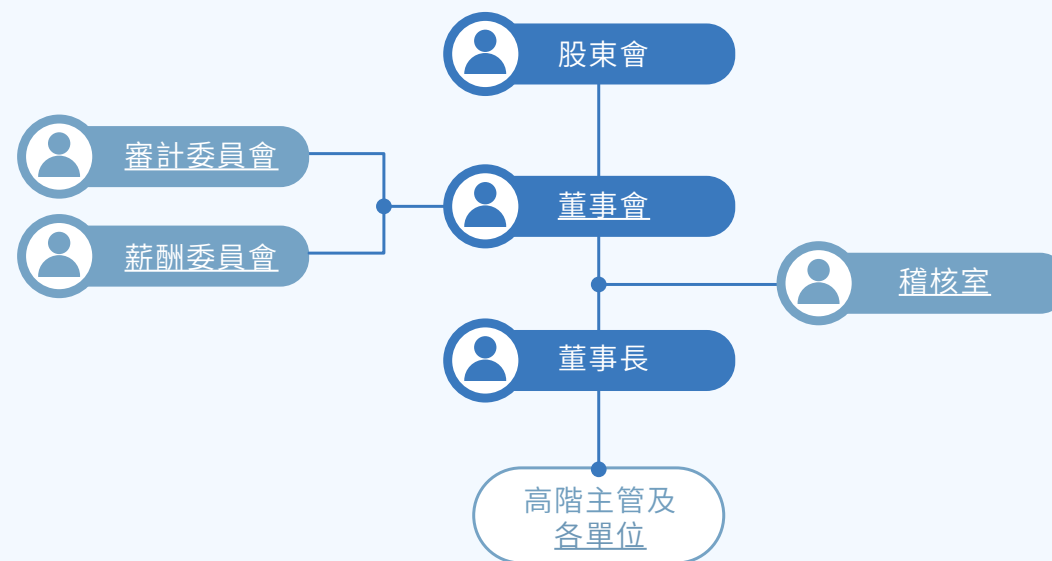 股東會
審計委員會
董事會
薪酬委員會
稽核室
董事長
高階主管及
各單位